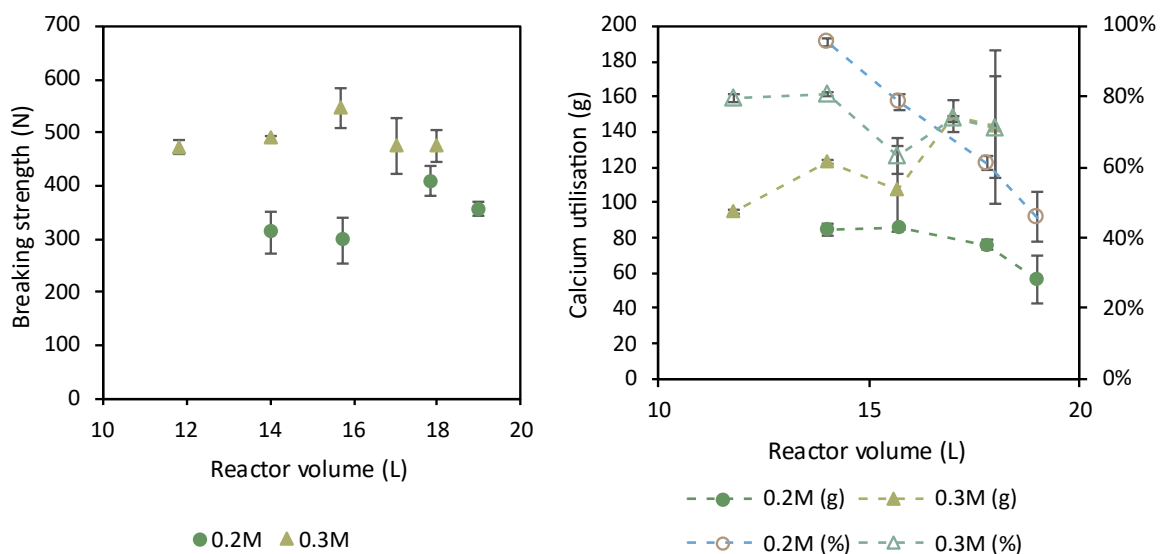 700
600
500
400
300
200
100
0
Breaking strength (N)
10 12 14 16 18 20
Reactor volume (L)
0.2M 0.3M
200
180
160
140
120
100
80
60
40
20
0
Calcium utilisation (g)
100%
80%
60%
40%
20%
0%
10 15 20
Reactor volume (L)
0.2M (g) 0.3M (g)
0.2M (%) 0.3M (%)